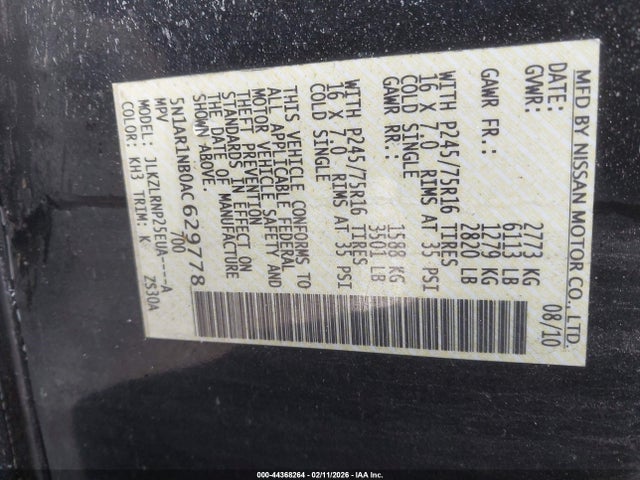 MFD BY NISSAN MOTOR CO., LTD.
DATE: 08/10
GVWR: 2773 KG
6113 LB
GAWR FR.: 1279 KG
2820 LB
WITH P245/75R16 TIRES
16 X 7.0 RIMS AT 35 PSI
COLD SINGLE
GAWR RR.: 1588 KG
3501 LB
WITH P245/75R16 TIRES
16 X 7.0 RIMS AT 35 PSI
COLD SINGLE
THIS VEHICLE CONFORMS TO
ALL APPLICABLE FEDERAL
MOTOR VEHICLE SAFETY AND
THEFT PREVENTION
STANDARDS IN EFFECT ON
THE DATE OF MANUFACTURE
SHOWN ABOVE.
5N1AR1NB0AC629778
MPV 700
MODEL: JLKZLRHP25EUA----A
COLOR: KH3 TRIM: K ZS30A
000-44368264 - 02/11/2026 - IAA Inc.